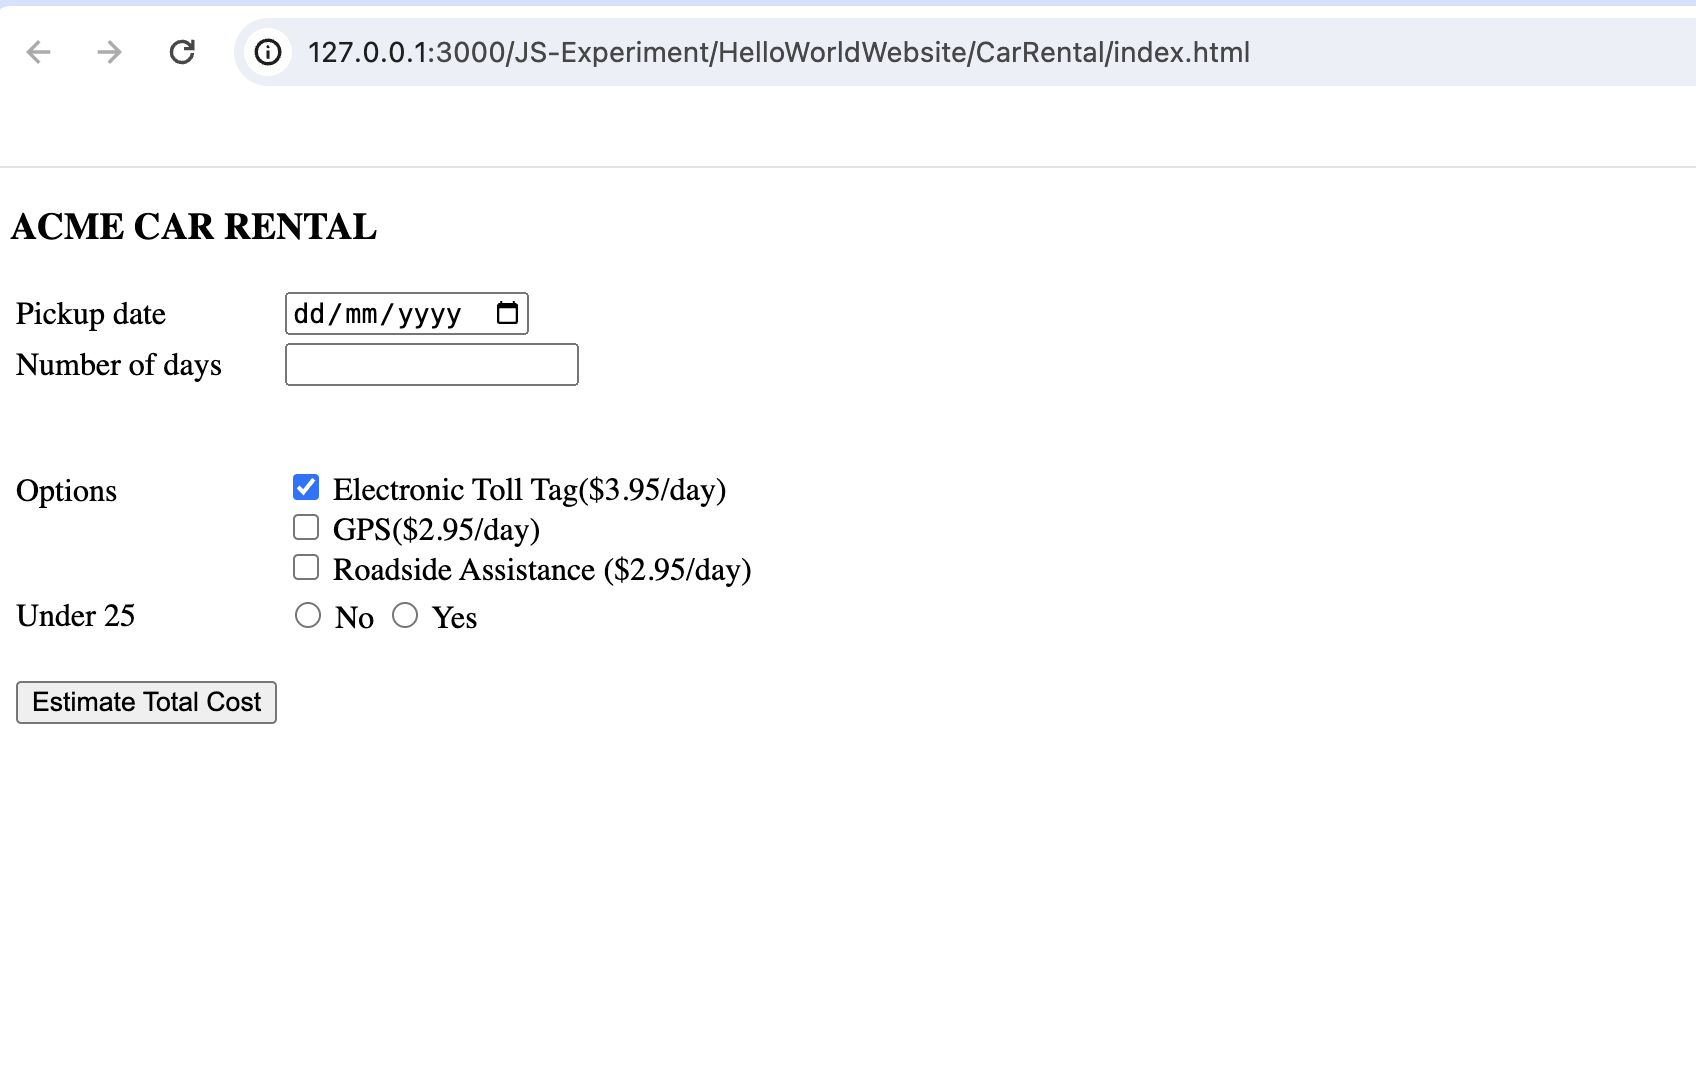 127.0.0.1:3000/JS-Experiment/HelloWorldWebsite/CarRental/index.html
ACME CAR RENTAL
Pickup date dd/mm/yyyy
Number of days
Options Electronic Toll Tag($3.95/day)
GPS($2.95/day)
Roadside Assistance ($2.95/day)
Under 25 No Yes
Estimate Total Cost